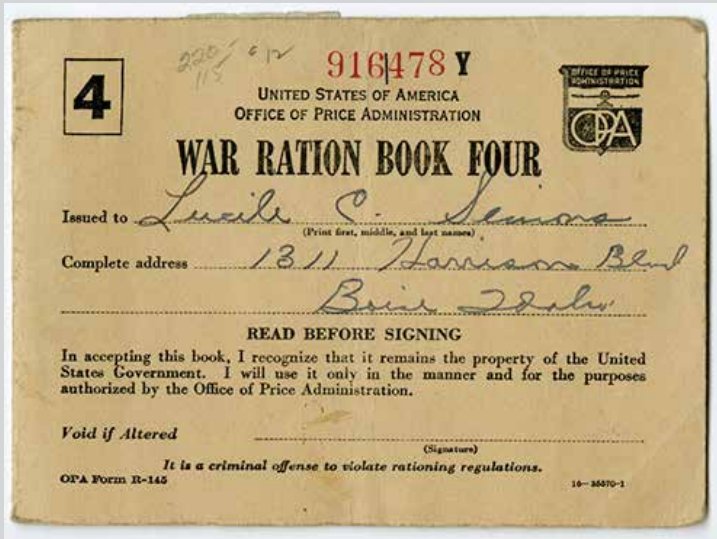 220 612
115
916478 Y
4
UNITED STATES OF AMERICA
OFFICE OF PRICE ADMINISTRATION
OFFICE OF PRICE
ADMINISTRATION
OPA
WAR RATION BOOK FOUR
Issued to Lucile C. Simons
(Print first, middle, and last names)
Complete address 1311 Harrison Blvd
Boise Idaho
READ BEFORE SIGNING
In accepting this book, I recognize that it remains the property of the United
States Government. I will use it only in the manner and for the purposes
authorized by the Office of Price Administration.
Void if Altered
(Signature)
It is a criminal offense to violate rationing regulations.
OPA Form R-145
16—35570-1